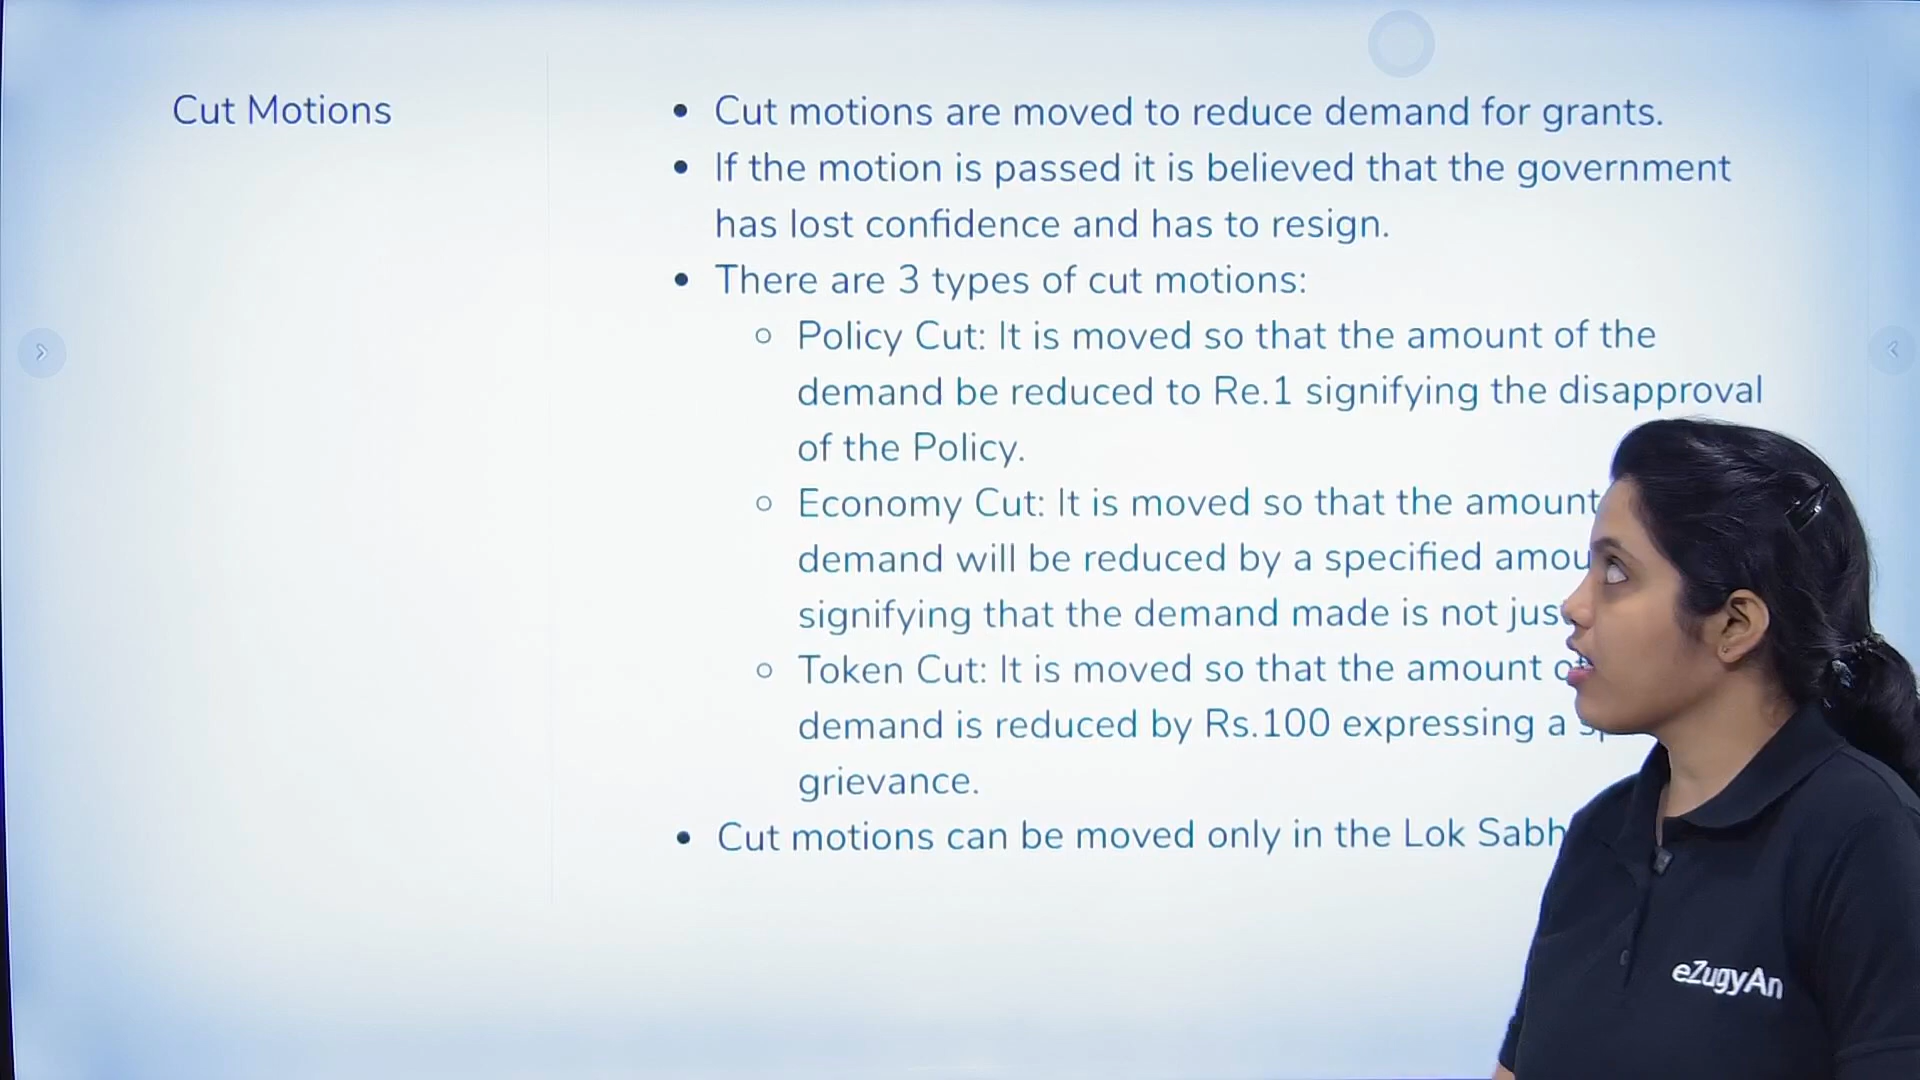 Cut Motions
• Cut motions are moved to reduce demand for grants.
• If the motion is passed it is believed that the government
has lost confidence and has to resign.
• There are 3 types of cut motions:
○ Policy Cut: It is moved so that the amount of the
demand be reduced to Re.1 signifying the disapproval
of the Policy.
○ Economy Cut: It is moved so that the amount
demand will be reduced by a specified
signifying that the demand made is not
○ Token Cut: It is moved so that the amount
demand is reduced by Rs.100 expressing a
grievance.
• Cut motions can be moved only in the Lok
eZugyAn